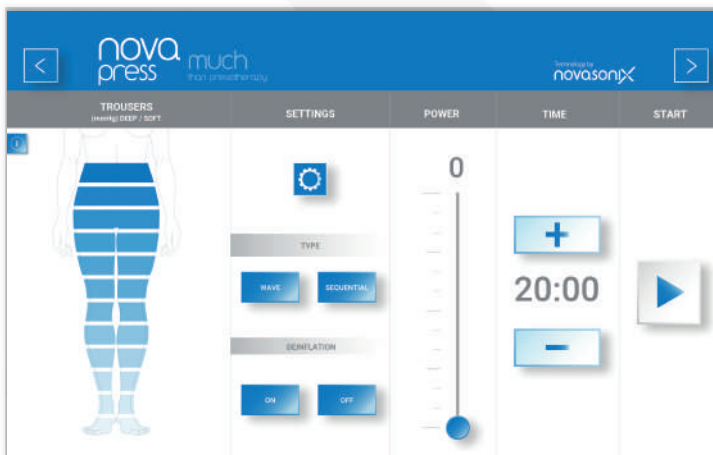 <
nova
press
much
than pressotherapy
Technology by
novasonix
>
TROUSERS
(mmHg) DEEP / SOFT
SETTINGS
POWER
TIME
START
i
0
TYPE
WAVE
SEQUENTIAL
+
20:00
−
DEINFLATION
ON
OFF